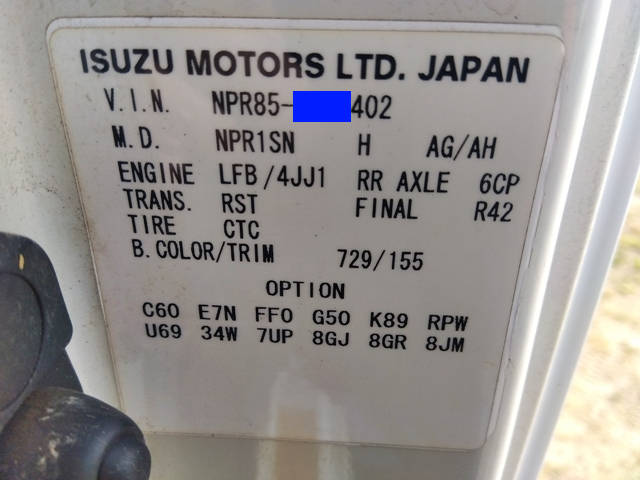 ISUZU MOTORS LTD. JAPAN
V.I.N. NPR85- 402
M.D. NPR1SN H AG/AH
ENGINE LFB/4JJ1 RR AXLE 6CP
TRANS. RST FINAL R42
TIRE CTC
B.COLOR/TRIM 729/155
OPTION
C60 E7N FF0 G50 K89 RPW
U69 34W 7UP 8GJ 8GR 8JM